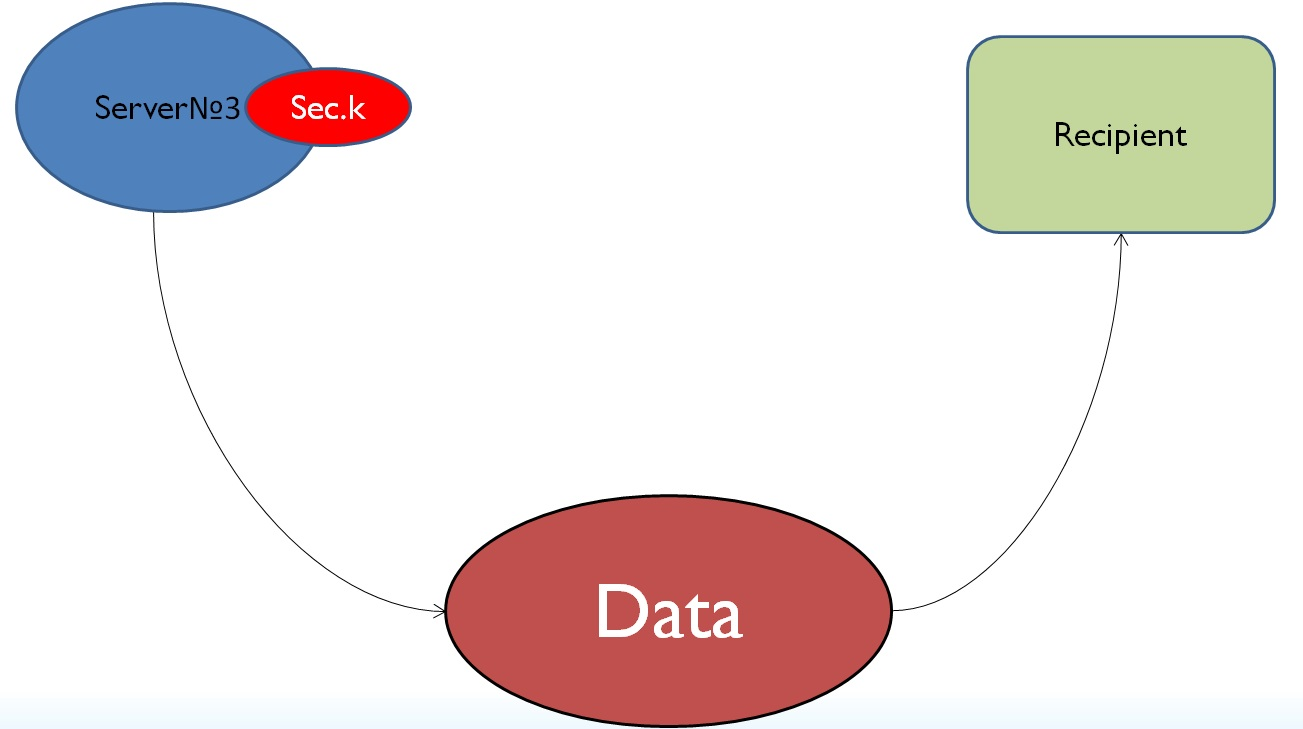 Server№3
Sec.k
Recipient
Data